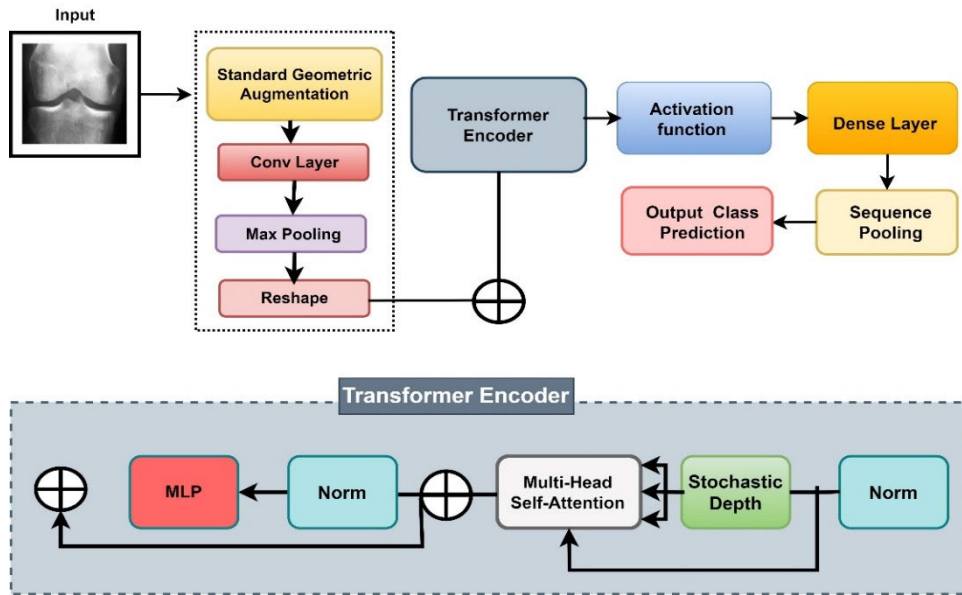 Input
Standard Geometric
Augmentation
Conv Layer
Max Pooling
Reshape
Transformer
Encoder
Activation
function
Dense Layer
Sequence
Pooling
Output Class
Prediction
Transformer Encoder
MLP
Norm
Multi-Head
Self-Attention
Stochastic
Depth
Norm